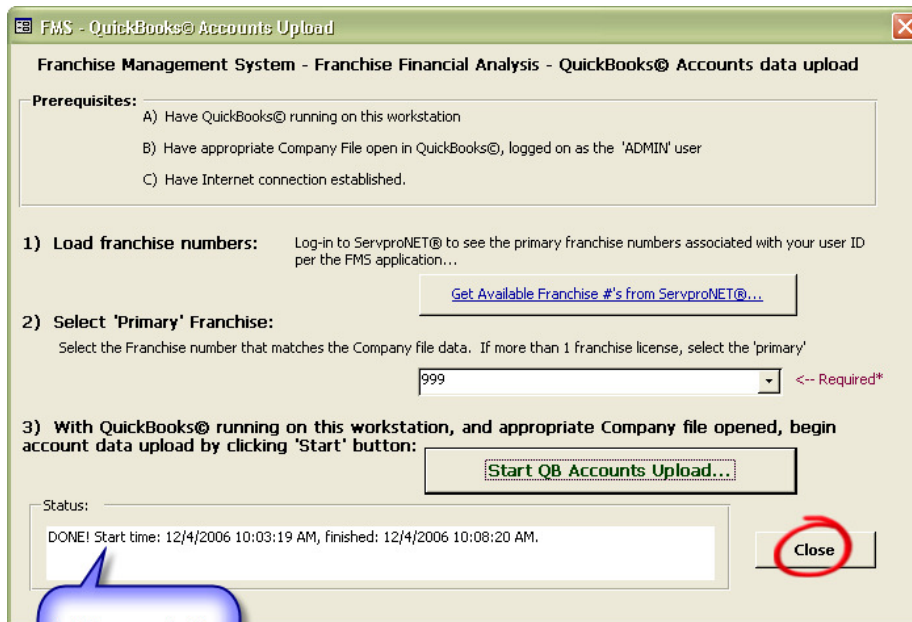 FMS - QuickBooks© Accounts Upload
Franchise Management System - Franchise Financial Analysis - QuickBooks© Accounts data upload
Prerequisites:
A) Have QuickBooks© running on this workstation
B) Have appropriate Company File open in QuickBooks©, logged on as the 'ADMIN' user
C) Have Internet connection established.
1) Load franchise numbers:
Log-in to ServproNET® to see the primary franchise numbers associated with your user ID
per the FMS application...
Get Available Franchise #'s from ServproNET®...
2) Select 'Primary' Franchise:
Select the Franchise number that matches the Company file data. If more than 1 franchise license, select the 'primary'
999
<-- Required*
3) With QuickBooks© running on this workstation, and appropriate Company file opened, begin
account data upload by clicking 'Start' button:
Start QB Accounts Upload...
Status:
DONE! Start time: 12/4/2006 10:03:19 AM, finished: 12/4/2006 10:08:20 AM.
Close